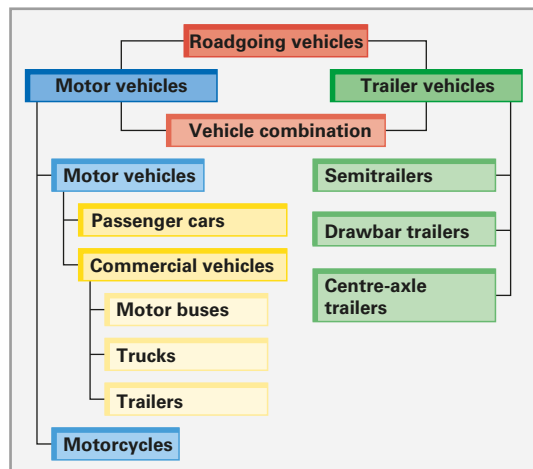 Roadgoing vehicles
Motor vehicles
Trailer vehicles
Vehicle combination
Motor vehicles
Passenger cars
Commercial vehicles
Motor buses
Trucks
Trailers
Motorcycles
Semitrailers
Drawbar trailers
Centre-axle
trailers